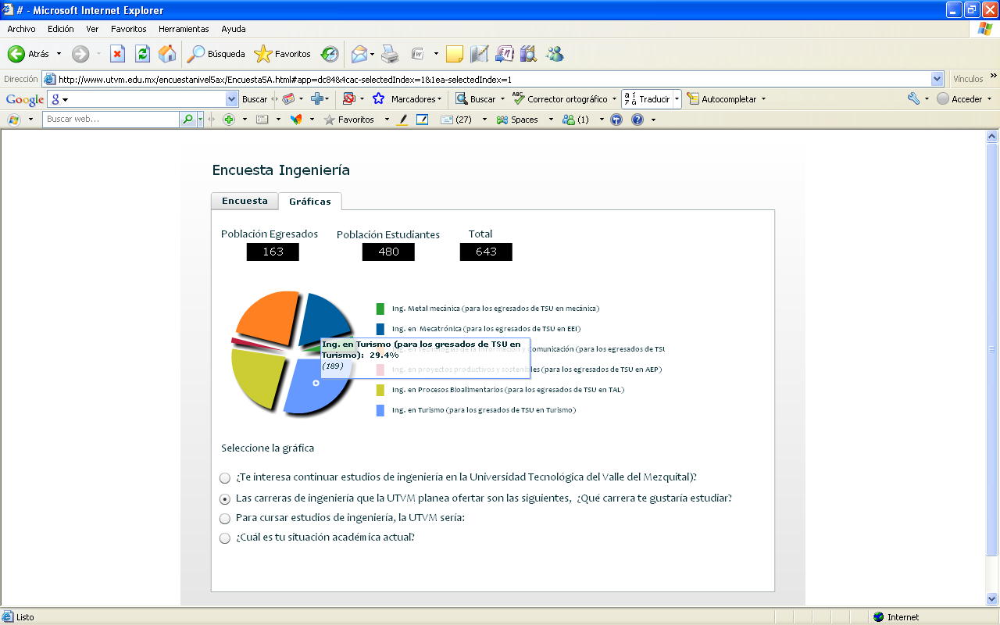 # - Microsoft Internet Explorer
Archivo Edición Ver Favoritos Herramientas Ayuda
Atrás Búsqueda Favoritos
Dirección http://www.utvm.edu.mx/encuestanivel5ax/Encuesta5A.html#app=dc84&4cac-selectedIndex=1&1ea-selectedIndex=1 Vínculos »
Google g Buscar Marcadores Buscar ABC Corrector ortográfico Traducir Autocompletar Acceder
Buscar web... Favoritos (27) Spaces (1)
Encuesta Ingeniería
Encuesta Gráficas
Población Egresados Población Estudiantes Total
163 480 643
Ing. Metal mecánica (para los egresados de TSU en mecánica)
Ing. en Mecatrónica (para los egresados de TSU en EEI)
Ing. en Tecnologías de la Información y Comunicación (para los egresados de TSU
Ing. en proyectos productivos y sostenibles (para los egresados de TSU en AEP)
Ing. en Procesos Bioalimentarios (para los egresados de TSU en TAL)
Ing. en Turismo (para los gresados de TSU en Turismo)
Ing. en Turismo (para los gresados de TSU en
Turismo): 29.4%
(189)
Seleccione la gráfica
¿Te interesa continuar estudios de ingeniería en la Universidad Tecnológica del Valle del Mezquital)?
Las carreras de ingeniería que la UTVM planea ofertar son las siguientes, ¿Qué carrera te gustaría estudiar?
Para cursar estudios de ingeniería, la UTVM sería:
¿Cuál es tu situación académica actual?
Listo Internet